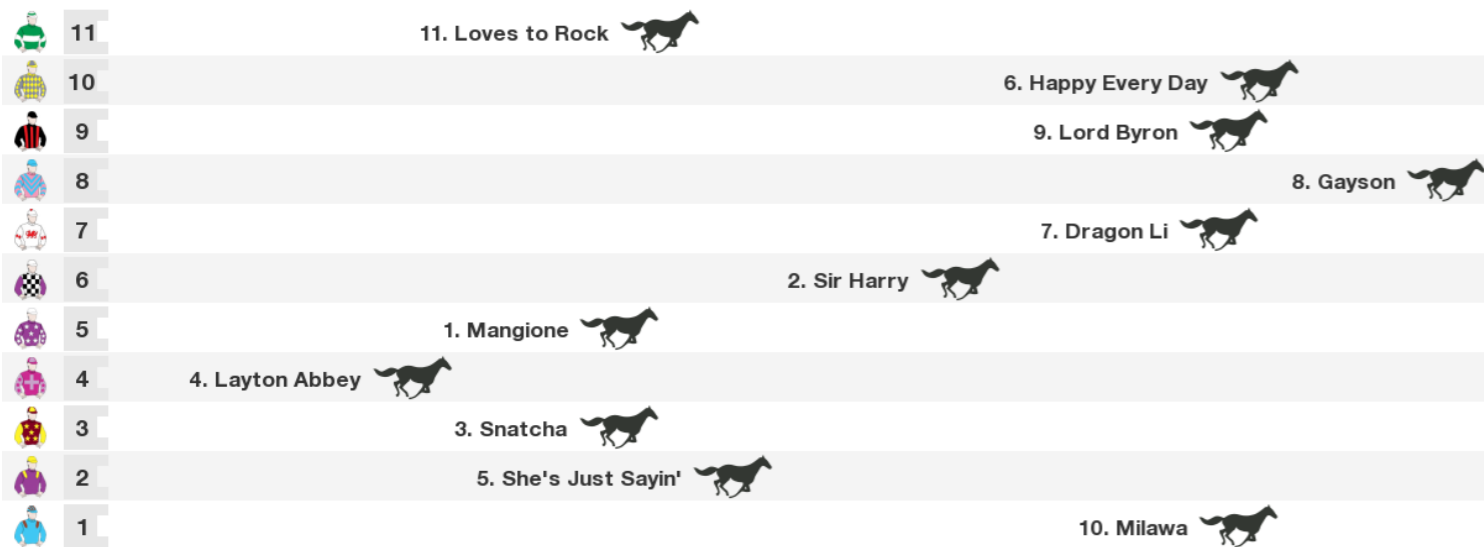 11 11. Loves to Rock
10 6. Happy Every Day
9 9. Lord Byron
8 8. Gayson
7 7. Dragon Li
6 2. Sir Harry
5 1. Mangione
4 4. Layton Abbey
3 3. Snatcha
2 5. She's Just Sayin'
1 10. Milawa